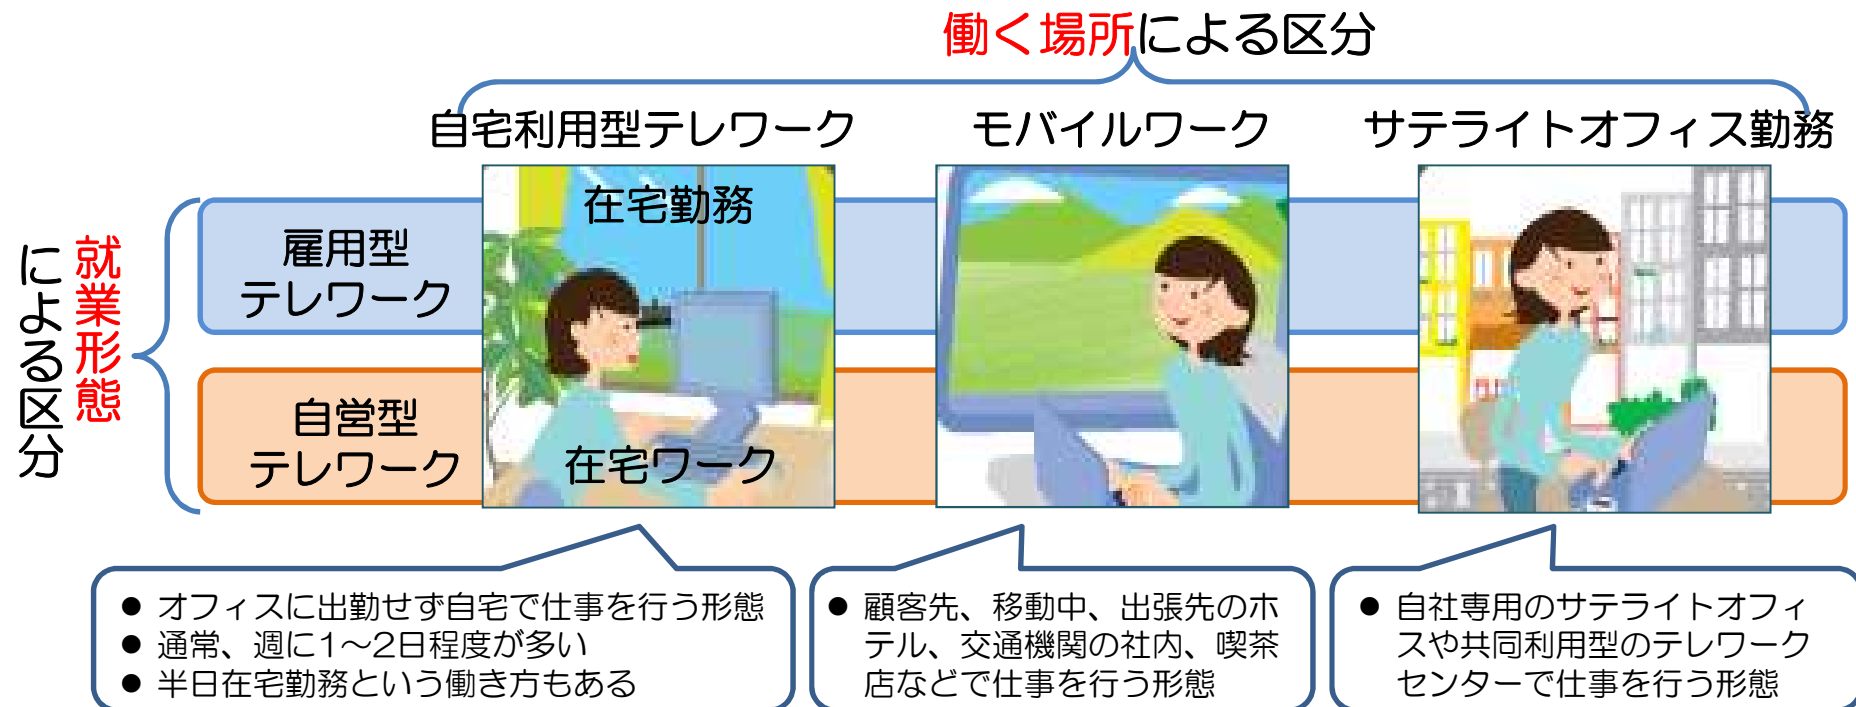 働く場所による区分
自宅利用型テレワーク
モバイルワーク
サテライトオフィス勤務
就業形態
による区分
雇用型
テレワーク
在宅勤務
自営型
テレワーク
在宅ワーク
● オフィスに出勤せず自宅で仕事を行う形態
● 通常、週に1〜2日程度が多い
● 半日在宅勤務という働き方もある
● 顧客先、移動中、出張先のホ
テル、交通機関の社内、喫茶
店などで仕事を行う形態
● 自社専用のサテライトオフィ
スや共同利用型のテレワーク
センターで仕事を行う形態